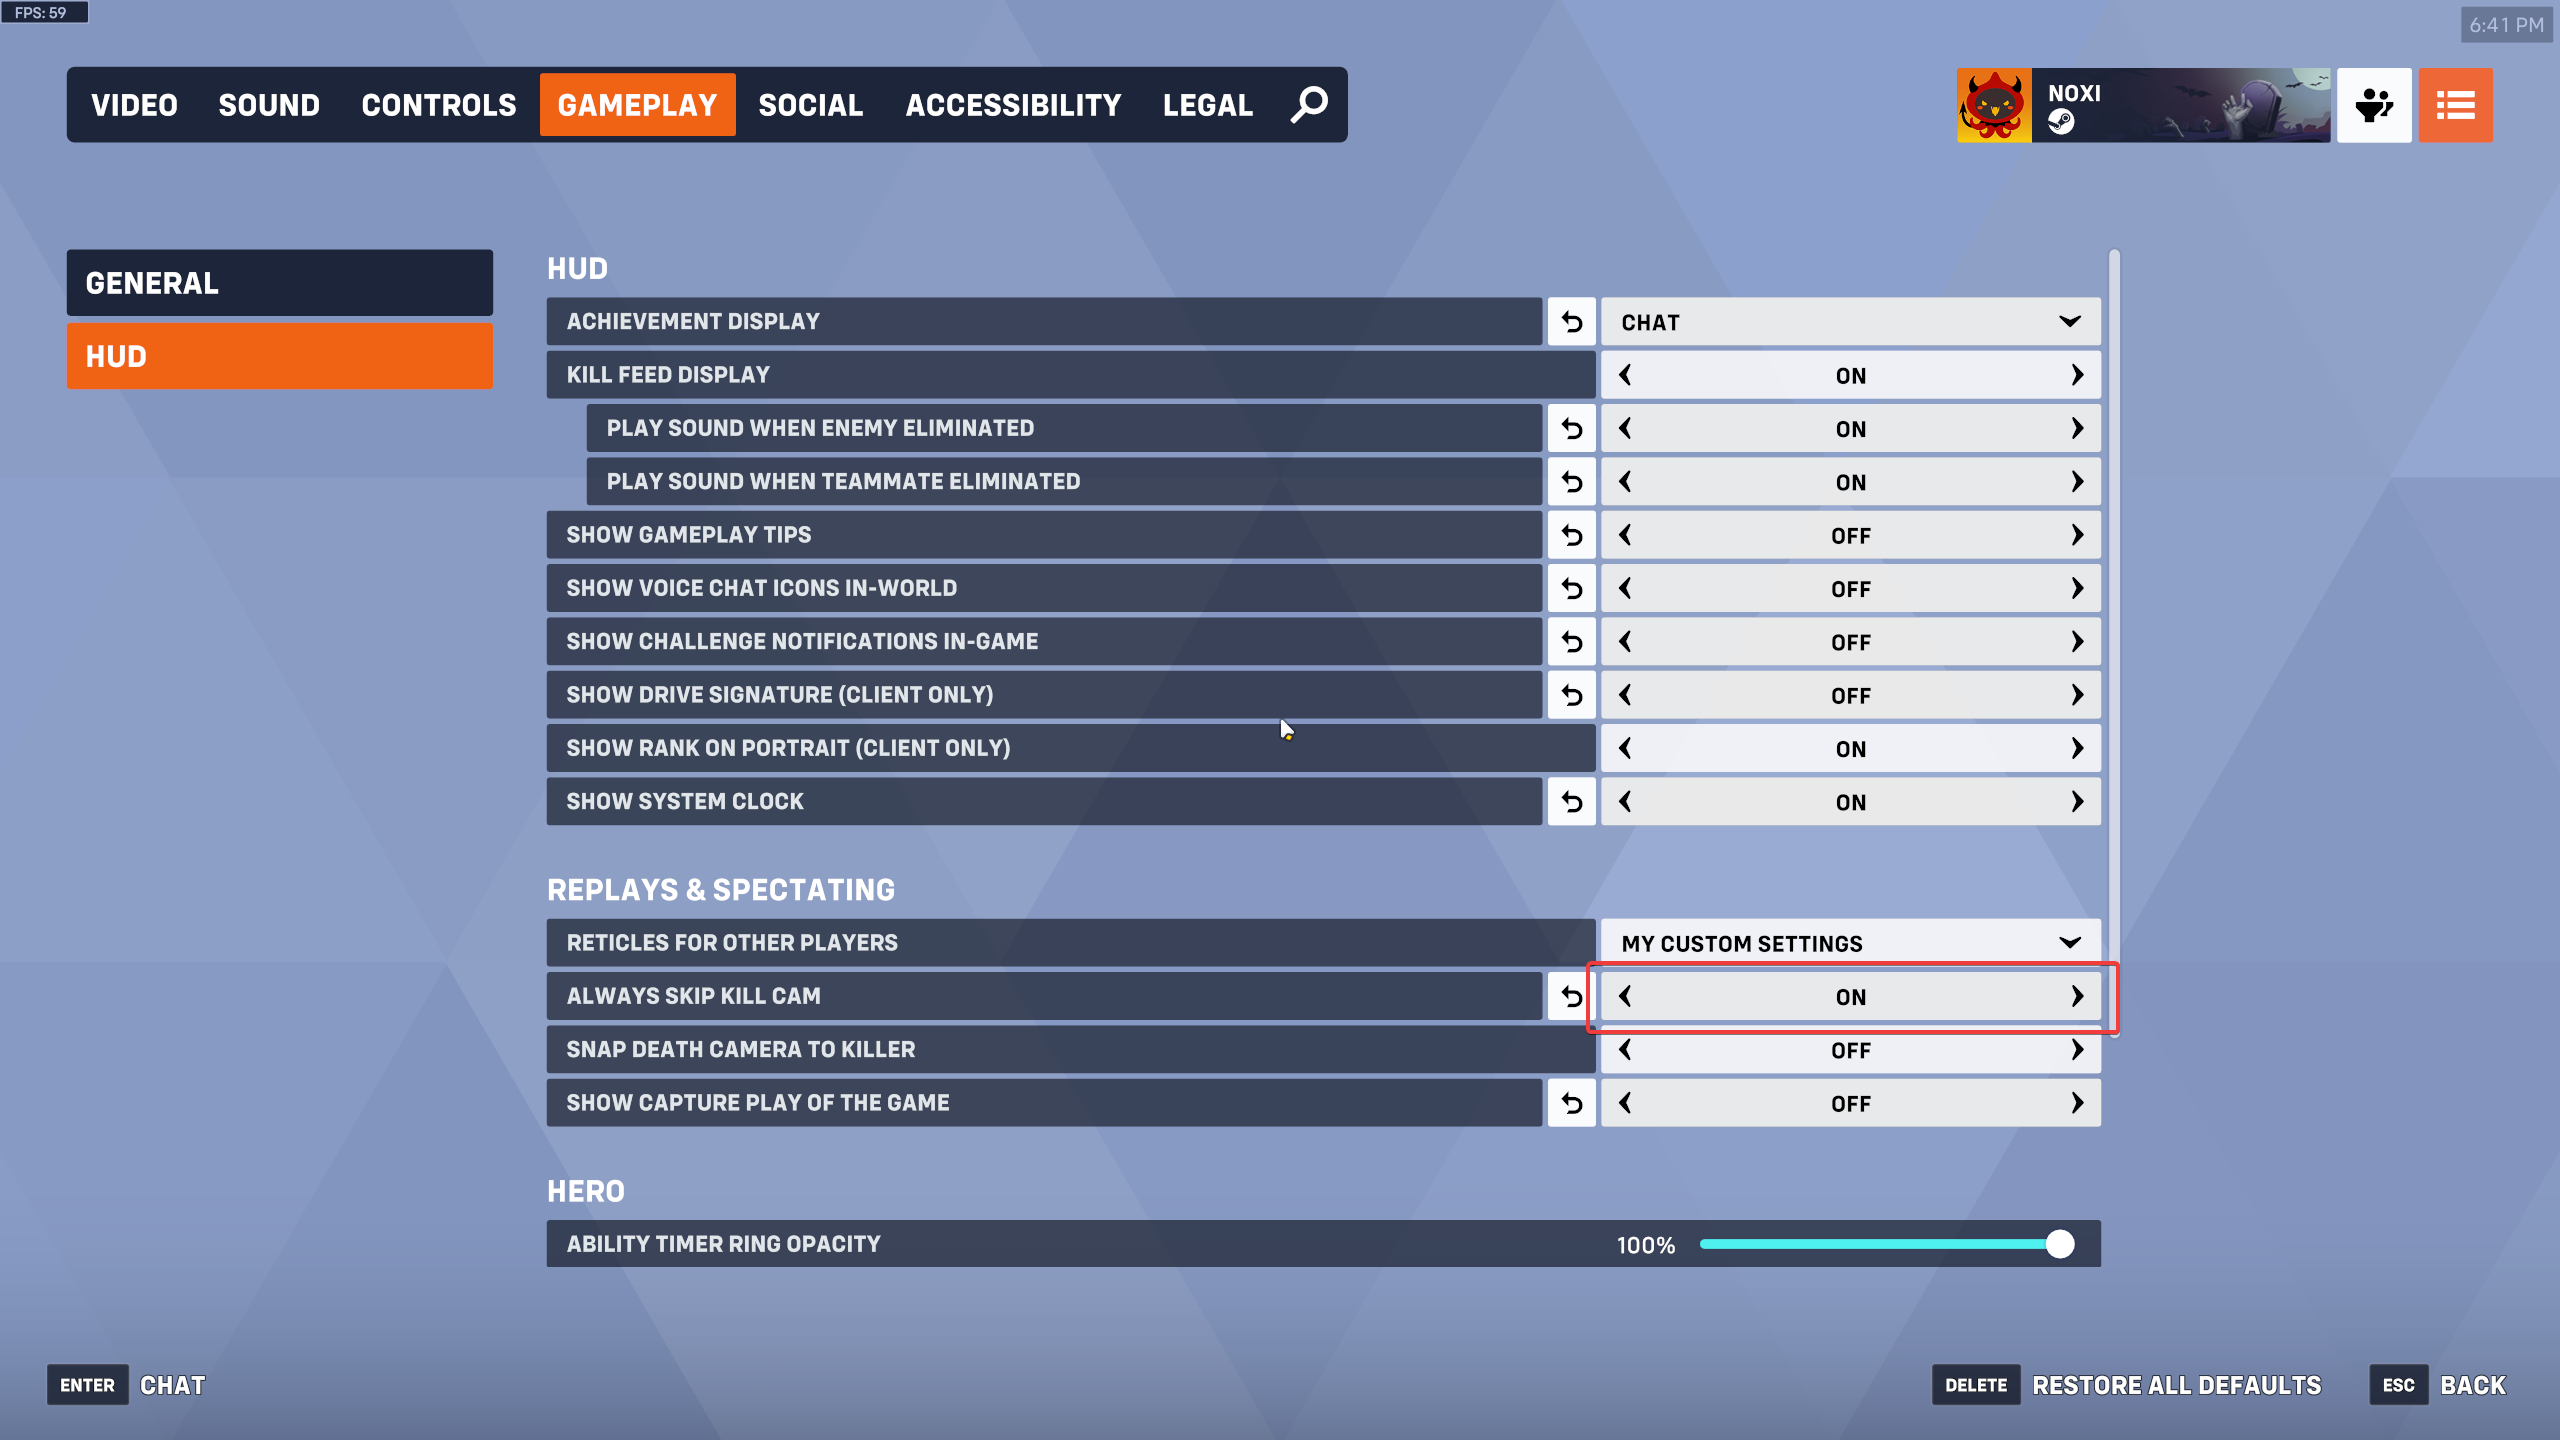 FPS: 59
6:41 PM
VIDEO SOUND CONTROLS GAMEPLAY SOCIAL ACCESSIBILITY LEGAL
NOXI
GENERAL
HUD
HUD
ACHIEVEMENT DISPLAY CHAT
KILL FEED DISPLAY ON
PLAY SOUND WHEN ENEMY ELIMINATED ON
PLAY SOUND WHEN TEAMMATE ELIMINATED ON
SHOW GAMEPLAY TIPS OFF
SHOW VOICE CHAT ICONS IN-WORLD OFF
SHOW CHALLENGE NOTIFICATIONS IN-GAME OFF
SHOW DRIVE SIGNATURE (CLIENT ONLY) OFF
SHOW RANK ON PORTRAIT (CLIENT ONLY) ON
SHOW SYSTEM CLOCK ON
REPLAYS & SPECTATING
RETICLES FOR OTHER PLAYERS MY CUSTOM SETTINGS
ALWAYS SKIP KILL CAM ON
SNAP DEATH CAMERA TO KILLER OFF
SHOW CAPTURE PLAY OF THE GAME OFF
HERO
ABILITY TIMER RING OPACITY 100%
ENTER CHAT
DELETE RESTORE ALL DEFAULTS ESC BACK